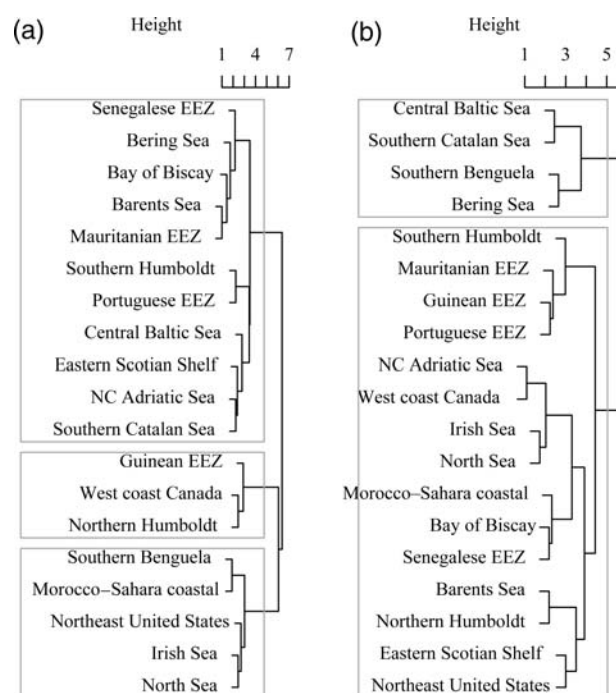 (a)
Height
1 4 7
Senegalese EEZ
Bering Sea
Bay of Biscay
Barents Sea
Mauritanian EEZ
Southern Humboldt
Portuguese EEZ
Central Baltic Sea
Eastern Scotian Shelf
NC Adriatic Sea
Southern Catalan Sea
Guinean EEZ
West coast Canada
Northern Humboldt
Southern Benguela
Morocco–Sahara coastal
Northeast United States
Irish Sea
North Sea
(b)
Height
1 3 5
Central Baltic Sea
Southern Catalan Sea
Southern Benguela
Bering Sea
Southern Humboldt
Mauritanian EEZ
Guinean EEZ
Portuguese EEZ
NC Adriatic Sea
West coast Canada
Irish Sea
North Sea
Morocco–Sahara coastal
Bay of Biscay
Senegalese EEZ
Barents Sea
Northern Humboldt
Eastern Scotian Shelf
Northeast United States